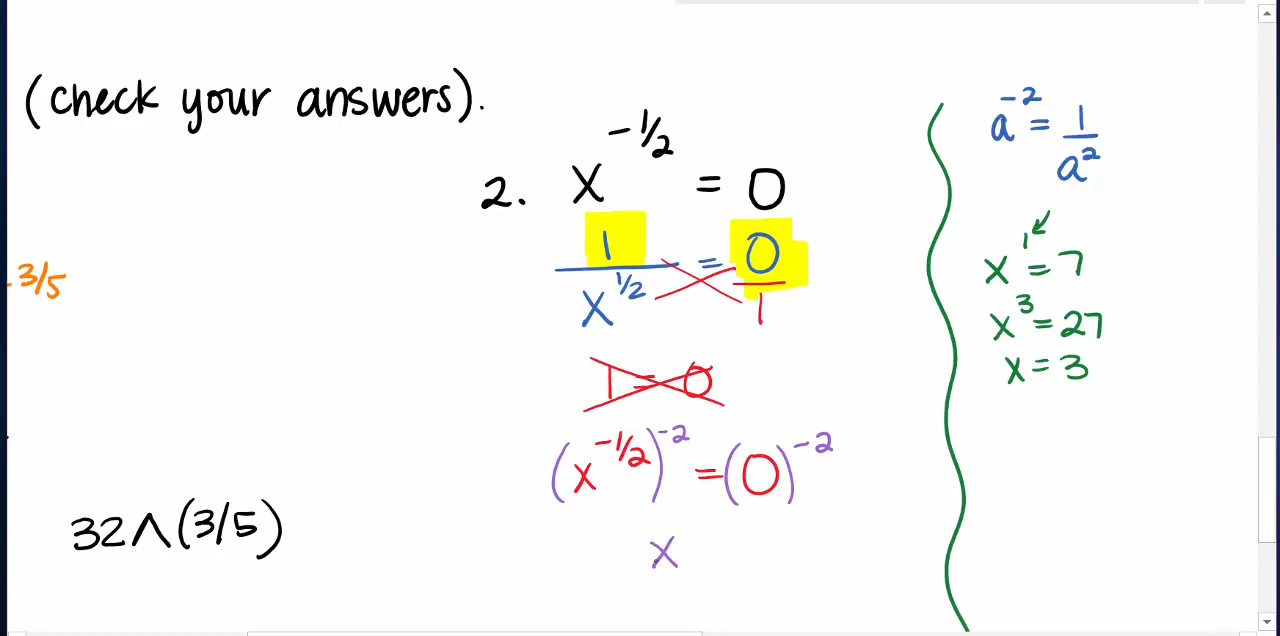 (check your answers).
2. x^{-1/2} = 0
1/x^{1/2} = 0/1
1 = 0
(x^{-1/2})^{-2} = (0)^{-2}
x
. 3/5
32 ^ (3/5)
a^{-2} = 1/a^2
x^1 = 7
x^3 = 27
x = 3